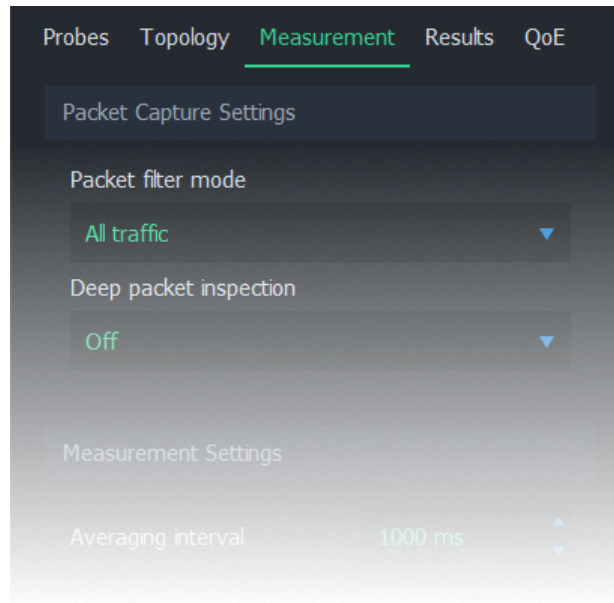 Probes Topology Measurement Results QoE
Packet Capture Settings
Packet filter mode
All traffic
Deep packet inspection
Off
Measurement Settings
Averaging interval 1000 ms